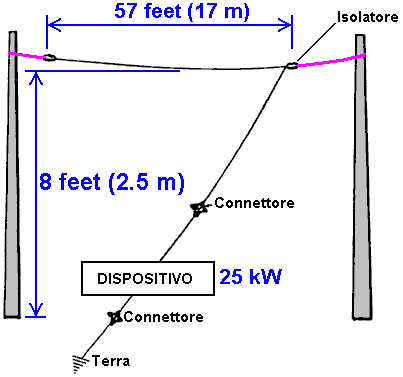 57 feet (17 m)
Isolatore
8 feet (2.5 m)
Connettore
DISPOSITIVO
25 kW
Connettore
Terra